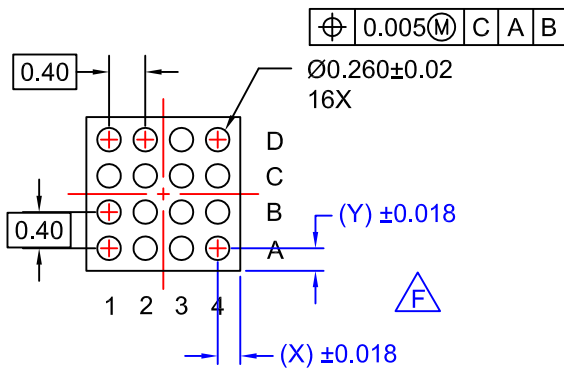 ⌖ 0.005Ⓜ C A B
0.40
Ø0.260±0.02
16X
D
C
B
A
0.40
(Y) ±0.018
F
1 2 3 4
(X) ±0.018